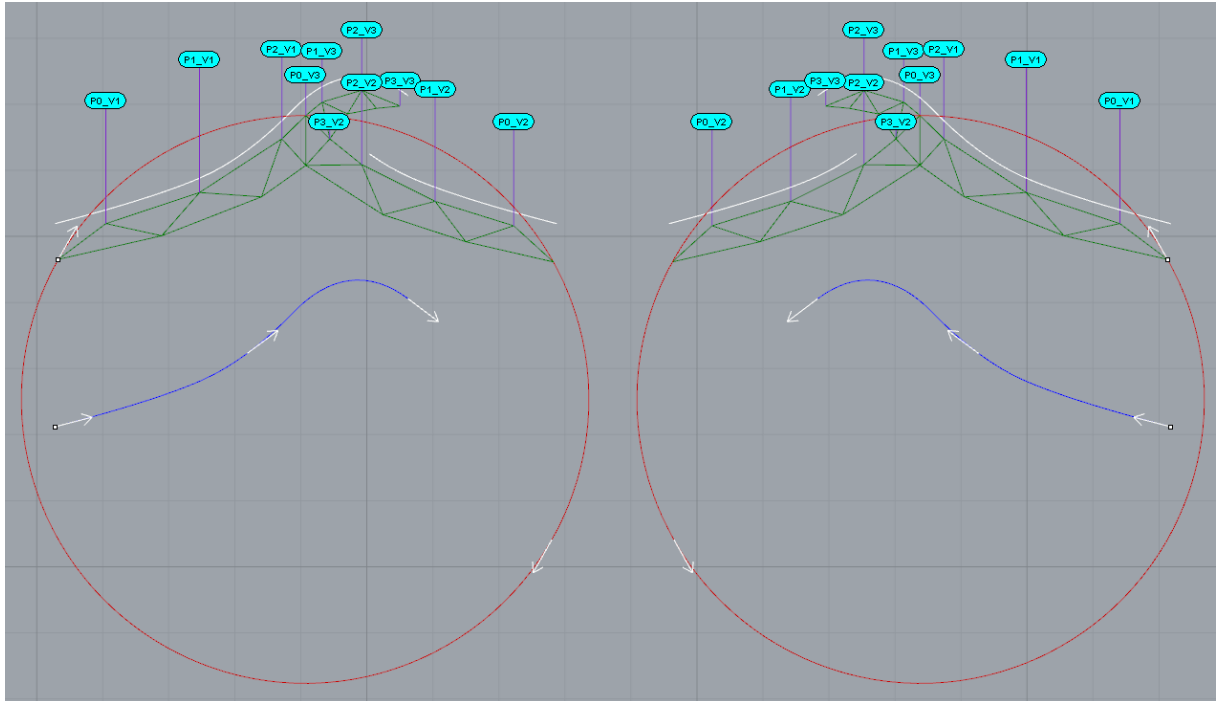 P2_V3
P2_V1
P1_V3
P1_V1
P0_V3
P2_V2
P3_V3
P1_V2
P0_V1
P3_V2
P0_V2
P2_V3
P1_V3
P2_V1
P1_V1
P3_V3
P2_V2
P0_V3
P1_V2
P0_V1
P0_V2
P3_V2